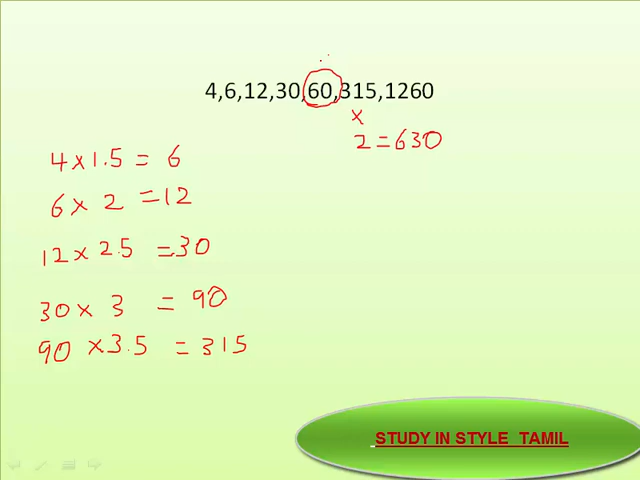 4,6,12,30,60,315,1260
×
2 = 630
4 × 1.5 = 6
6 × 2 = 12
12 × 2.5 = 30
30 × 3 = 90
90 × 3.5 = 315
STUDY IN STYLE TAMIL